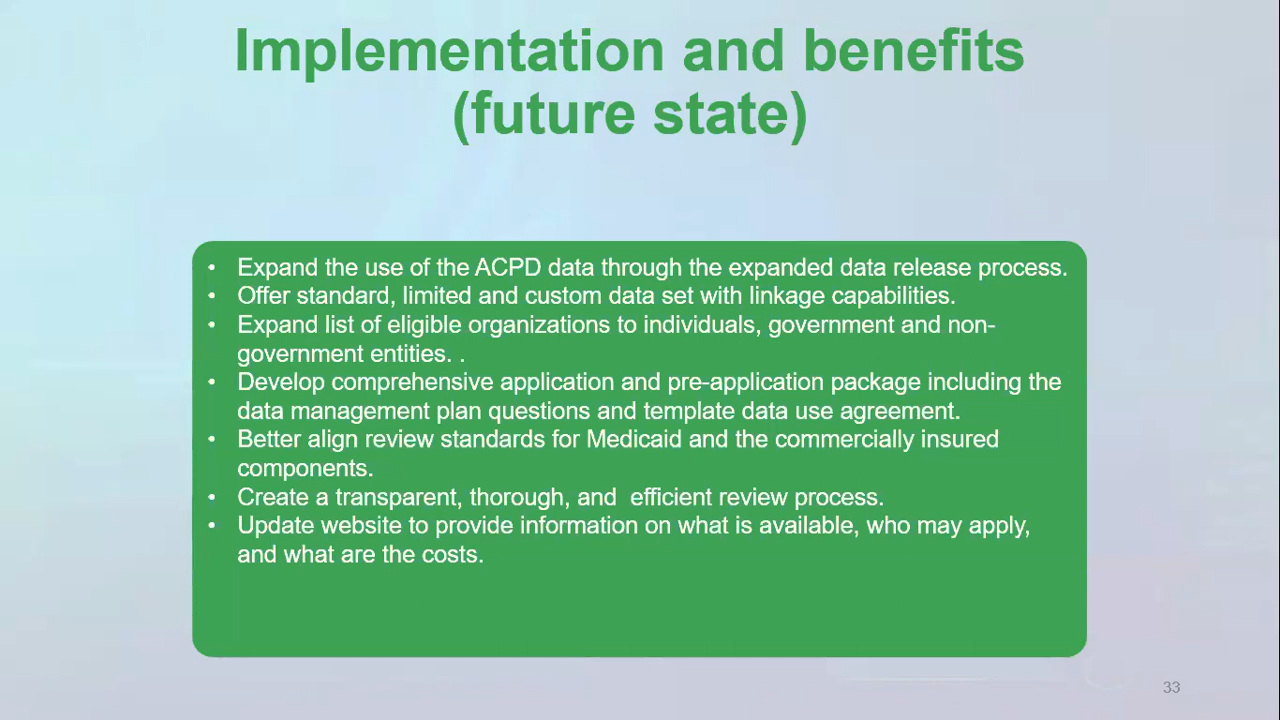 Implementation and benefits
(future state)
• Expand the use of the ACPD data through the expanded data release process.
• Offer standard, limited and custom data set with linkage capabilities.
• Expand list of eligible organizations to individuals, government and non-
government entities. .
• Develop comprehensive application and pre-application package including the
data management plan questions and template data use agreement.
• Better align review standards for Medicaid and the commercially insured
components.
• Create a transparent, thorough, and  efficient review process.
• Update website to provide information on what is available, who may apply,
and what are the costs.
33